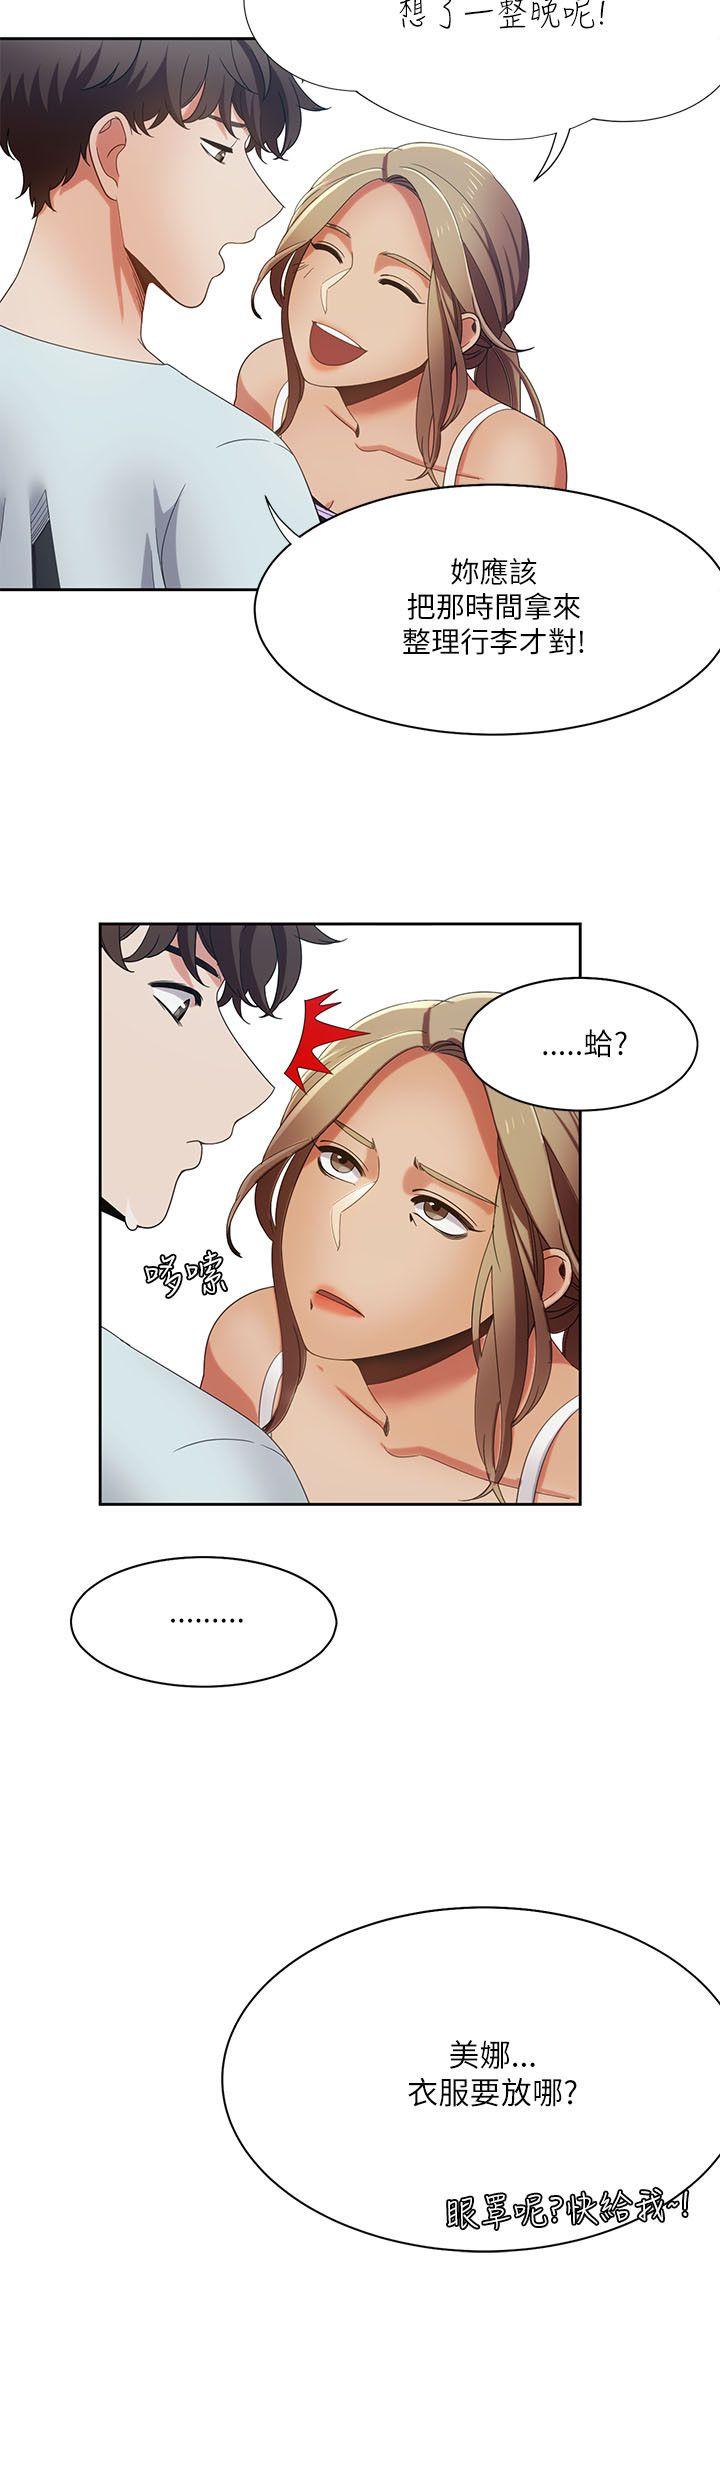 想了一整晚呢!
妳應該
把那時間拿來
整理行李才對!
.....蛤?
哆嗦
.........
美娜...
衣服要放哪?
眼罩呢?快給我~!